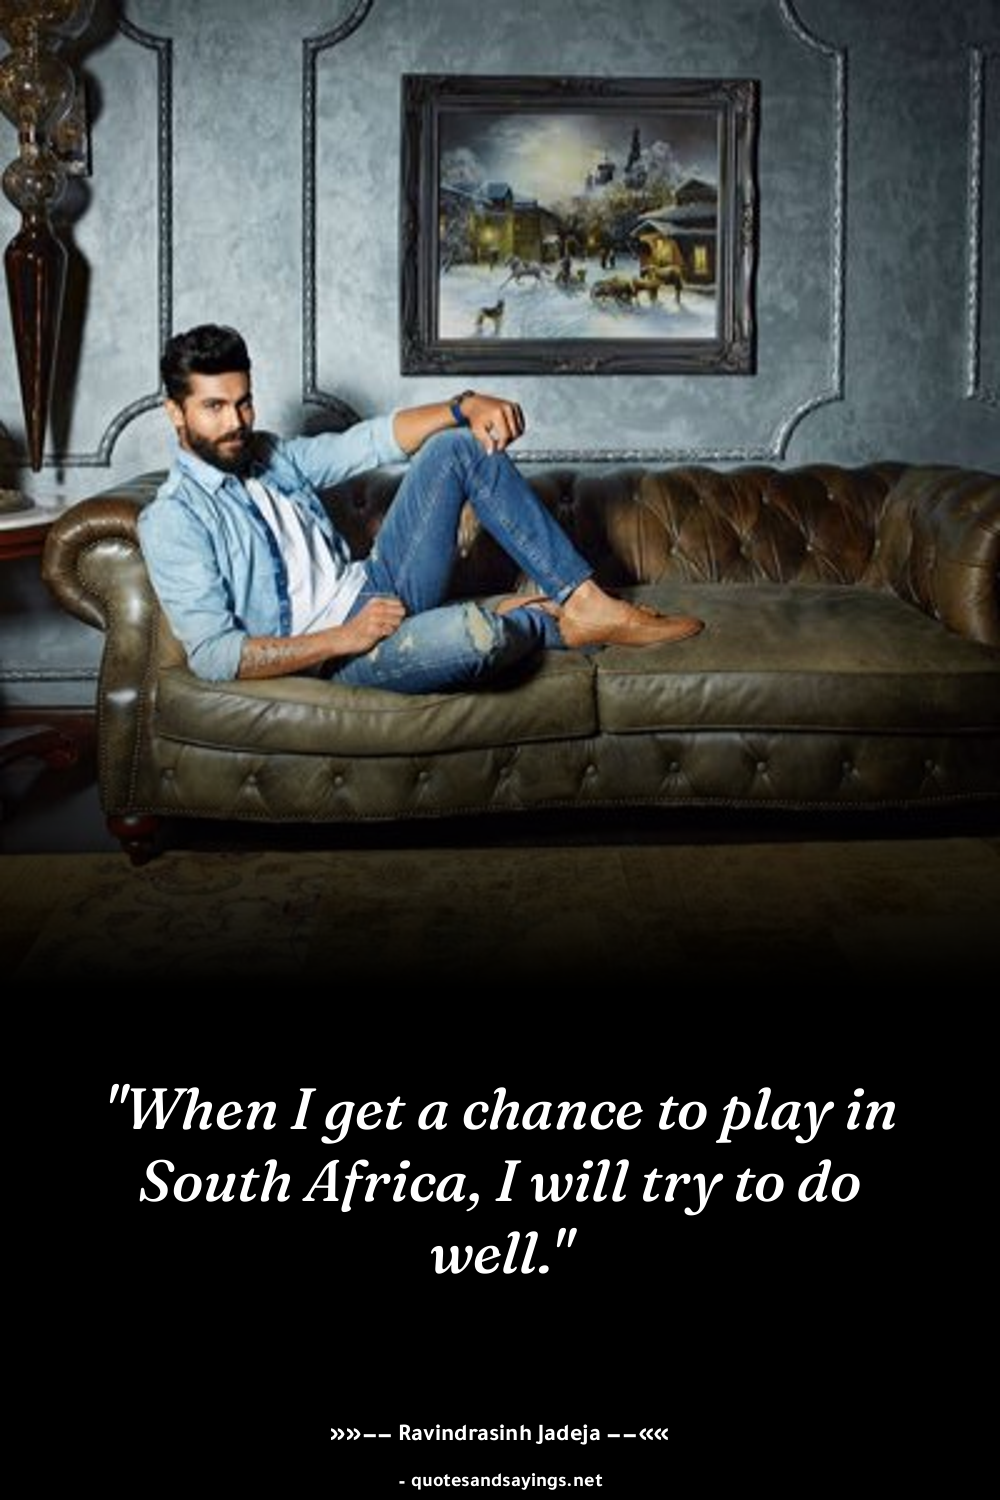 "When I get a chance to play in
South Africa, I will try to do
well."
»»−− Ravindrasinh Jadeja −−««
- quotesandsayings.net